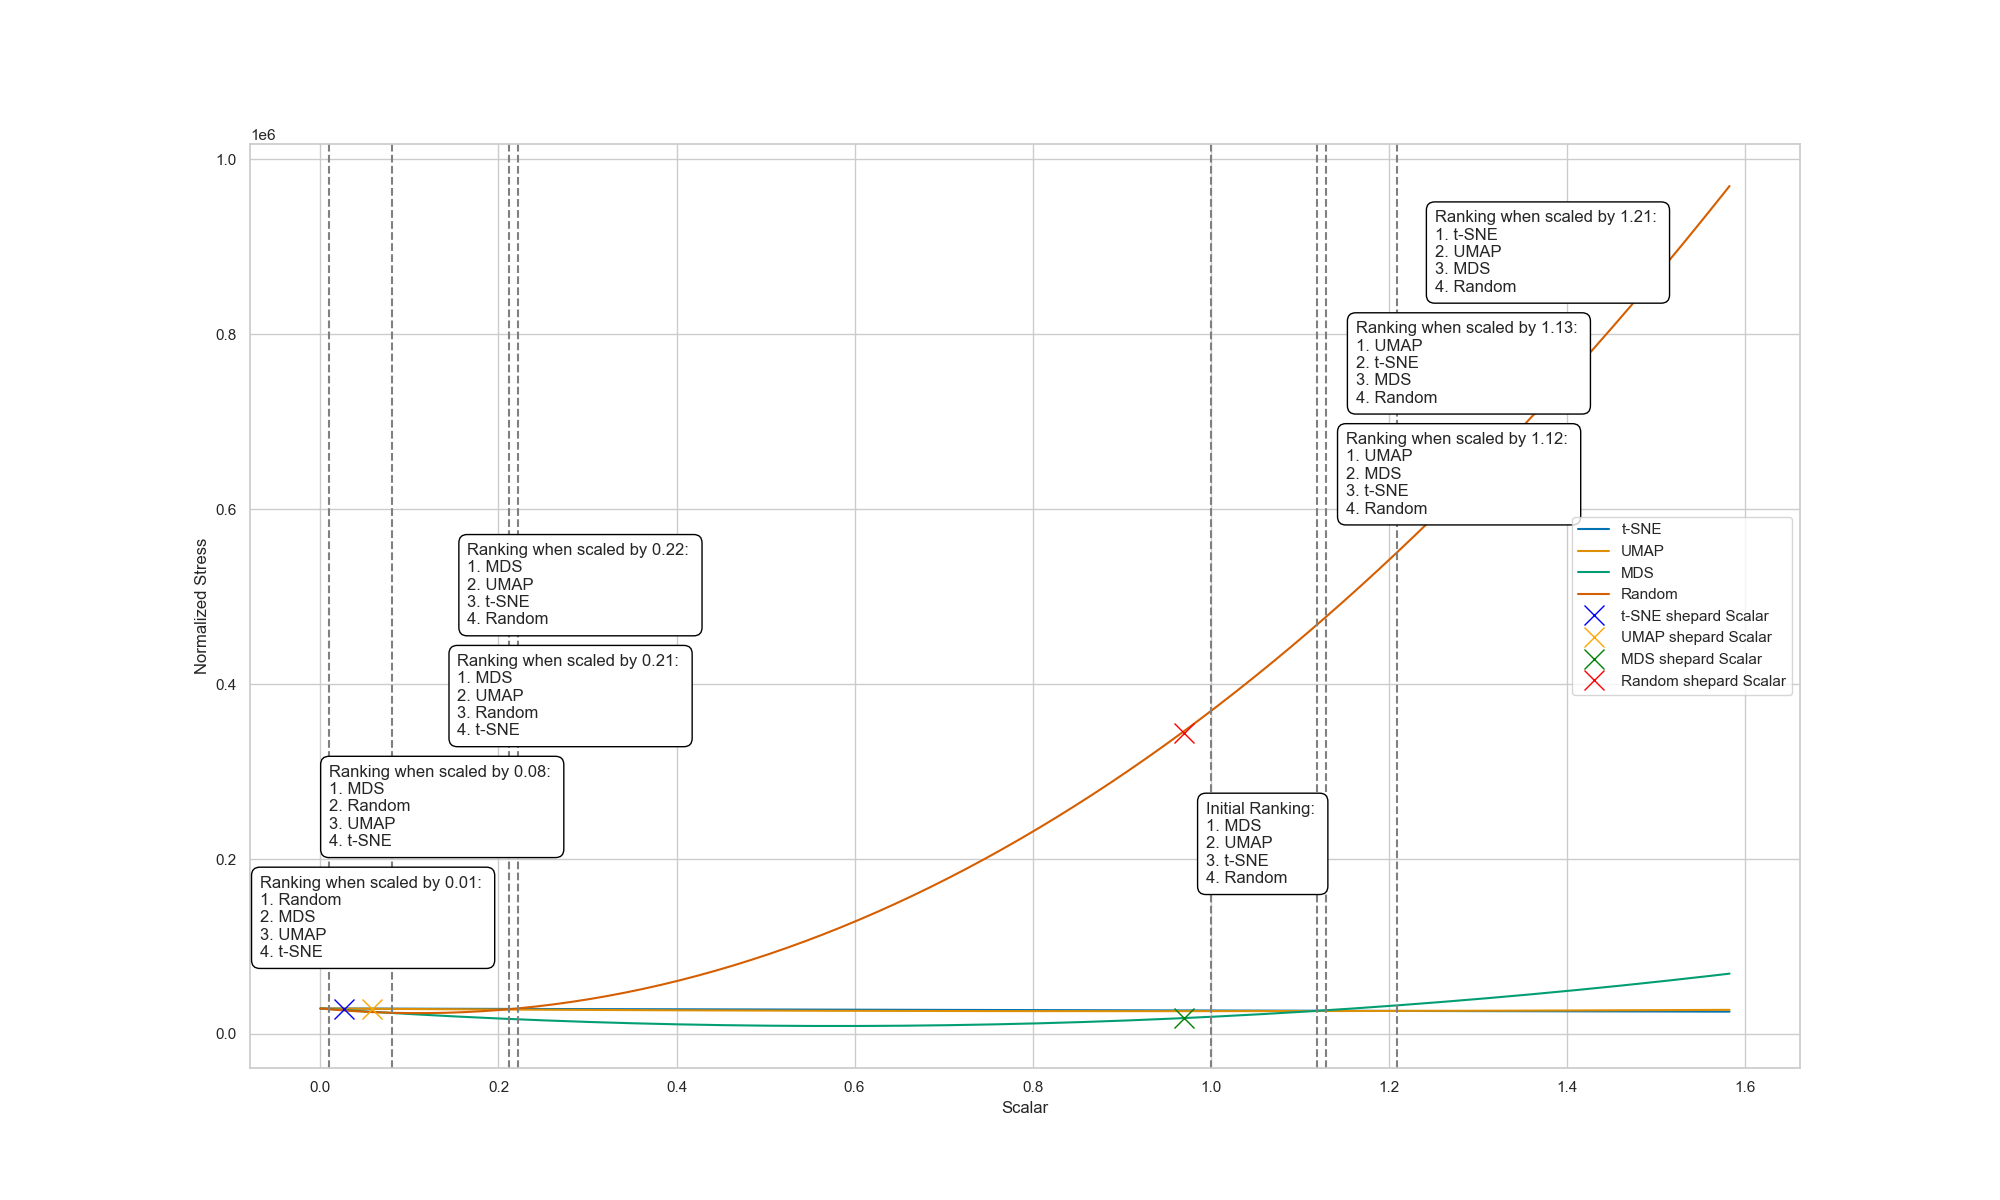 1e6
1.0
0.8
0.6
0.4
0.2
0.0
Normalized Stress
0.0
0.2
0.4
0.6
0.8
1.0
1.2
1.4
1.6
Scalar
Ranking when scaled by 0.01:
1. Random
2. MDS
3. UMAP
4. t-SNE
Ranking when scaled by 0.08:
1. MDS
2. Random
3. UMAP
4. t-SNE
Ranking when scaled by 0.21:
1. MDS
2. UMAP
3. Random
4. t-SNE
Ranking when scaled by 0.22:
1. MDS
2. UMAP
3. t-SNE
4. Random
Initial Ranking:
1. MDS
2. UMAP
3. t-SNE
4. Random
Ranking when scaled by 1.12:
1. UMAP
2. MDS
3. t-SNE
4. Random
Ranking when scaled by 1.13:
1. UMAP
2. t-SNE
3. MDS
4. Random
Ranking when scaled by 1.21:
1. t-SNE
2. UMAP
3. MDS
4. Random
t-SNE
UMAP
MDS
Random
t-SNE shepard Scalar
UMAP shepard Scalar
MDS shepard Scalar
Random shepard Scalar